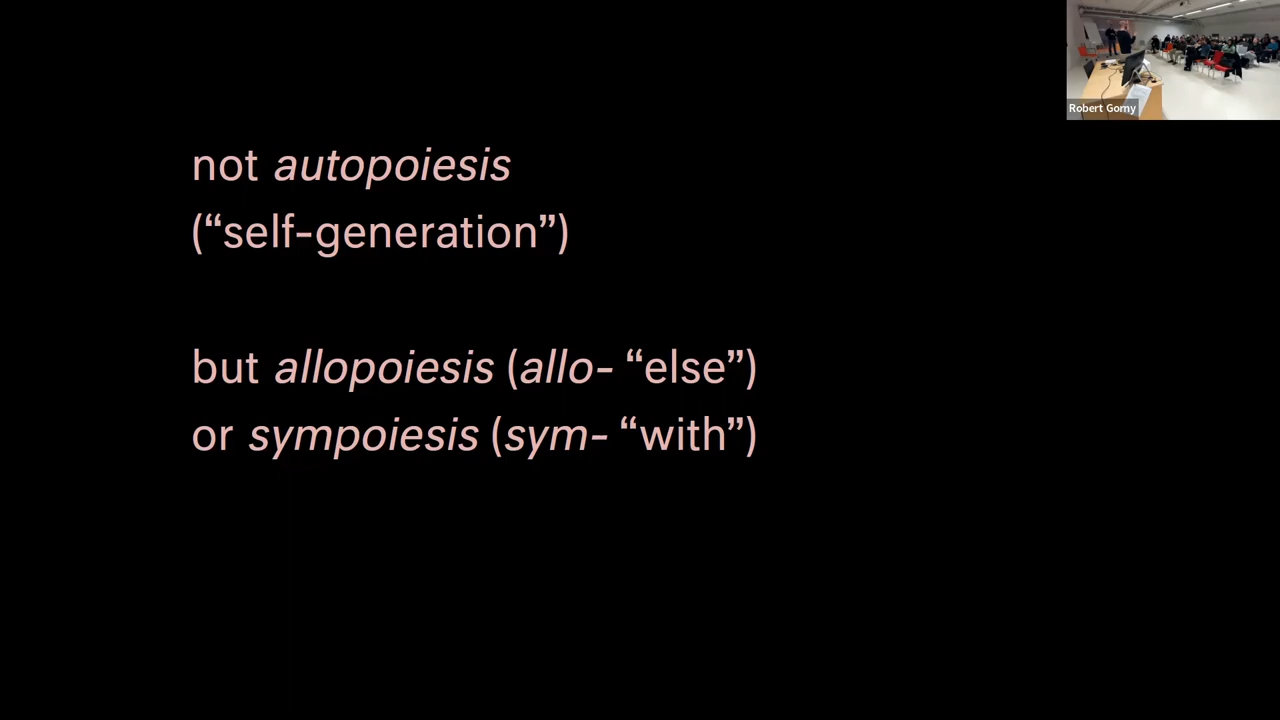 not autopoiesis
(“self-generation”)
but allopoiesis (allo- “else”)
or sympoiesis (sym- “with”)
Robert Gorny